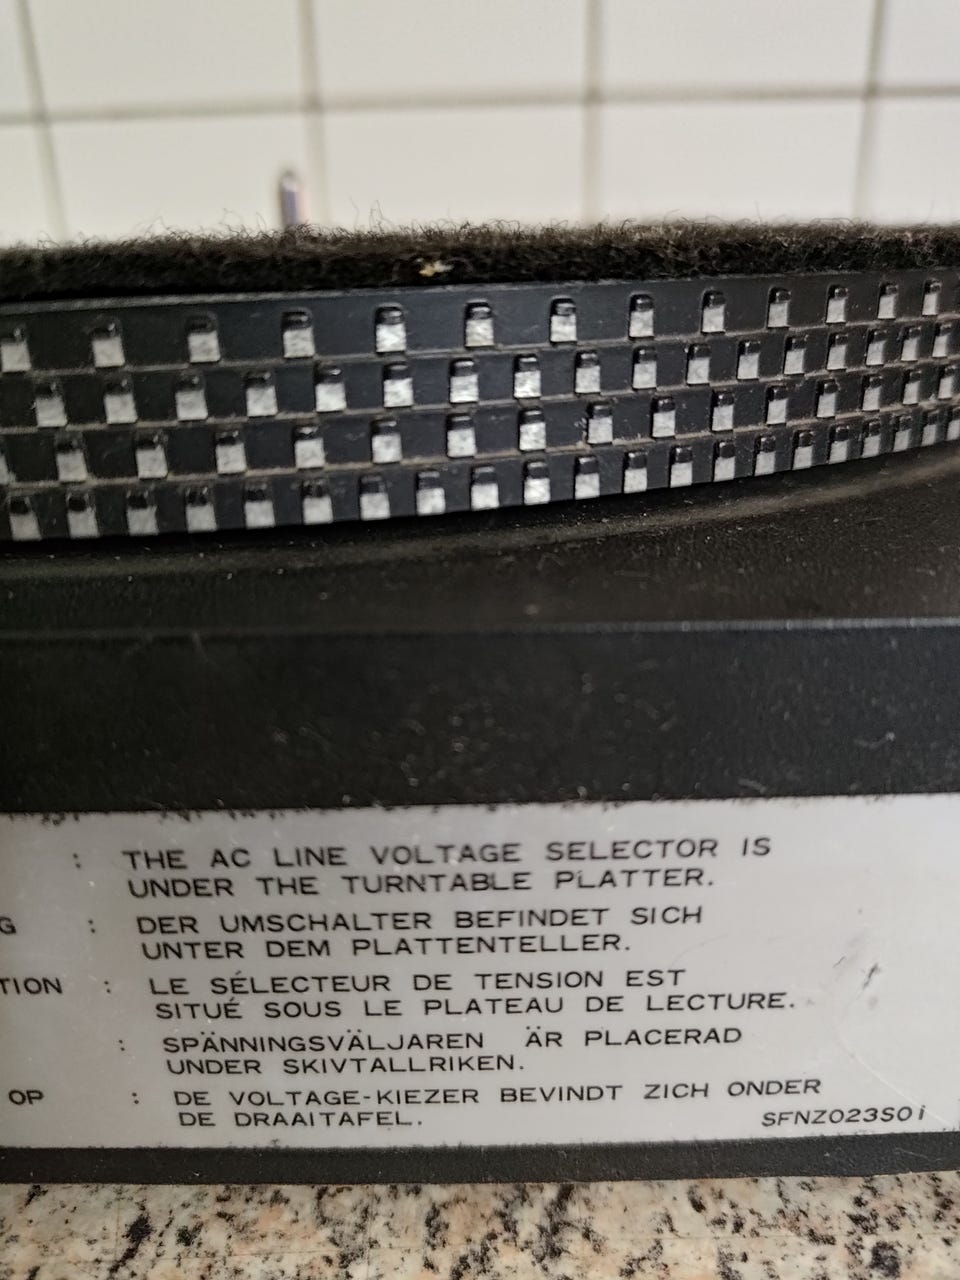 : THE AC LINE VOLTAGE SELECTOR IS
UNDER THE TURNTABLE PLATTER.
G : DER UMSCHALTER BEFINDET SICH
UNTER DEM PLATTENTELLER.
TION : LE SÉLECTEUR DE TENSION EST
SITUÉ SOUS LE PLATEAU DE LECTURE.
: SPÄNNINGSVÄLJAREN ÄR PLACERAD
UNDER SKIVTALLRIKEN.
OP : DE VOLTAGE-KIEZER BEVINDT ZICH ONDER
DE DRAAITAFEL.
SFNZ023S01